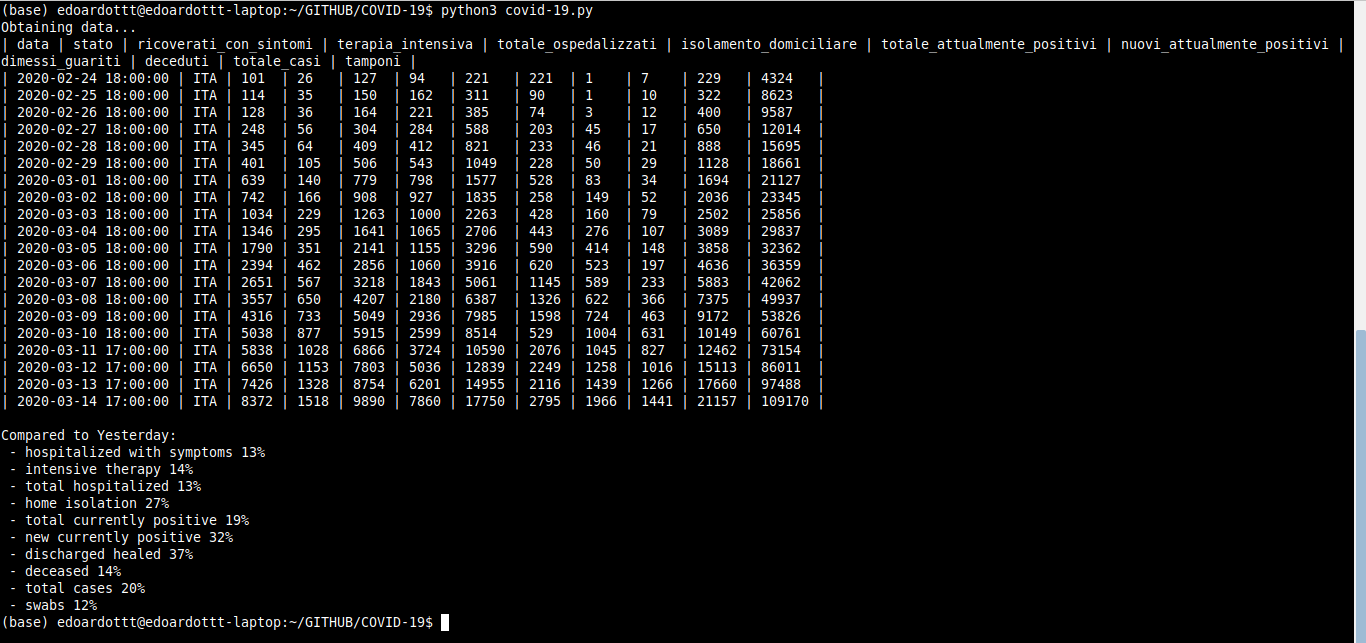 (base) edoardottt@edoardottt-laptop:~/GITHUB/COVID-19$ python3 covid-19.py
Obtaining data...
| data | stato | ricoverati_con_sintomi | terapia_intensiva | totale_ospedalizzati | isolamento_domiciliare | totale_attualmente_positivi | nuovi_attualmente_positivi |
dimessi_guariti | deceduti | totale_casi | tamponi |
| 2020-02-24 18:00:00 | ITA | 101  | 26   | 127  | 94   | 221   | 221  | 1    | 7    | 229   | 4324   |
| 2020-02-25 18:00:00 | ITA | 114  | 35   | 150  | 162  | 311   | 90   | 1    | 10   | 322   | 8623   |
| 2020-02-26 18:00:00 | ITA | 128  | 36   | 164  | 221  | 385   | 74   | 3    | 12   | 400   | 9587   |
| 2020-02-27 18:00:00 | ITA | 248  | 56   | 304  | 284  | 588   | 203  | 45   | 17   | 650   | 12014  |
| 2020-02-28 18:00:00 | ITA | 345  | 64   | 409  | 412  | 821   | 233  | 46   | 21   | 888   | 15695  |
| 2020-02-29 18:00:00 | ITA | 401  | 105  | 506  | 543  | 1049  | 228  | 50   | 29   | 1128  | 18661  |
| 2020-03-01 18:00:00 | ITA | 639  | 140  | 779  | 798  | 1577  | 528  | 83   | 34   | 1694  | 21127  |
| 2020-03-02 18:00:00 | ITA | 742  | 166  | 908  | 927  | 1835  | 258  | 149  | 52   | 2036  | 23345  |
| 2020-03-03 18:00:00 | ITA | 1034 | 229  | 1263 | 1000 | 2263  | 428  | 160  | 79   | 2502  | 25856  |
| 2020-03-04 18:00:00 | ITA | 1346 | 295  | 1641 | 1065 | 2706  | 443  | 276  | 107  | 3089  | 29837  |
| 2020-03-05 18:00:00 | ITA | 1790 | 351  | 2141 | 1155 | 3296  | 590  | 414  | 148  | 3858  | 32362  |
| 2020-03-06 18:00:00 | ITA | 2394 | 462  | 2856 | 1060 | 3916  | 620  | 523  | 197  | 4636  | 36359  |
| 2020-03-07 18:00:00 | ITA | 2651 | 567  | 3218 | 1843 | 5061  | 1145 | 589  | 233  | 5883  | 42062  |
| 2020-03-08 18:00:00 | ITA | 3557 | 650  | 4207 | 2180 | 6387  | 1326 | 622  | 366  | 7375  | 49937  |
| 2020-03-09 18:00:00 | ITA | 4316 | 733  | 5049 | 2936 | 7985  | 1598 | 724  | 463  | 9172  | 53826  |
| 2020-03-10 18:00:00 | ITA | 5038 | 877  | 5915 | 2599 | 8514  | 529  | 1004 | 631  | 10149 | 60761  |
| 2020-03-11 17:00:00 | ITA | 5838 | 1028 | 6866 | 3724 | 10590 | 2076 | 1045 | 827  | 12462 | 73154  |
| 2020-03-12 17:00:00 | ITA | 6650 | 1153 | 7803 | 5036 | 12839 | 2249 | 1258 | 1016 | 15113 | 86011  |
| 2020-03-13 17:00:00 | ITA | 7426 | 1328 | 8754 | 6201 | 14955 | 2116 | 1439 | 1266 | 17660 | 97488  |
| 2020-03-14 17:00:00 | ITA | 8372 | 1518 | 9890 | 7860 | 17750 | 2795 | 1966 | 1441 | 21157 | 109170 |
Compared to Yesterday:
- hospitalized with symptoms 13%
- intensive therapy 14%
- total hospitalized 13%
- home isolation 27%
- total currently positive 19%
- new currently positive 32%
- discharged healed 37%
- deceased 14%
- total cases 20%
- swabs 12%
(base) edoardottt@edoardottt-laptop:~/GITHUB/COVID-19$